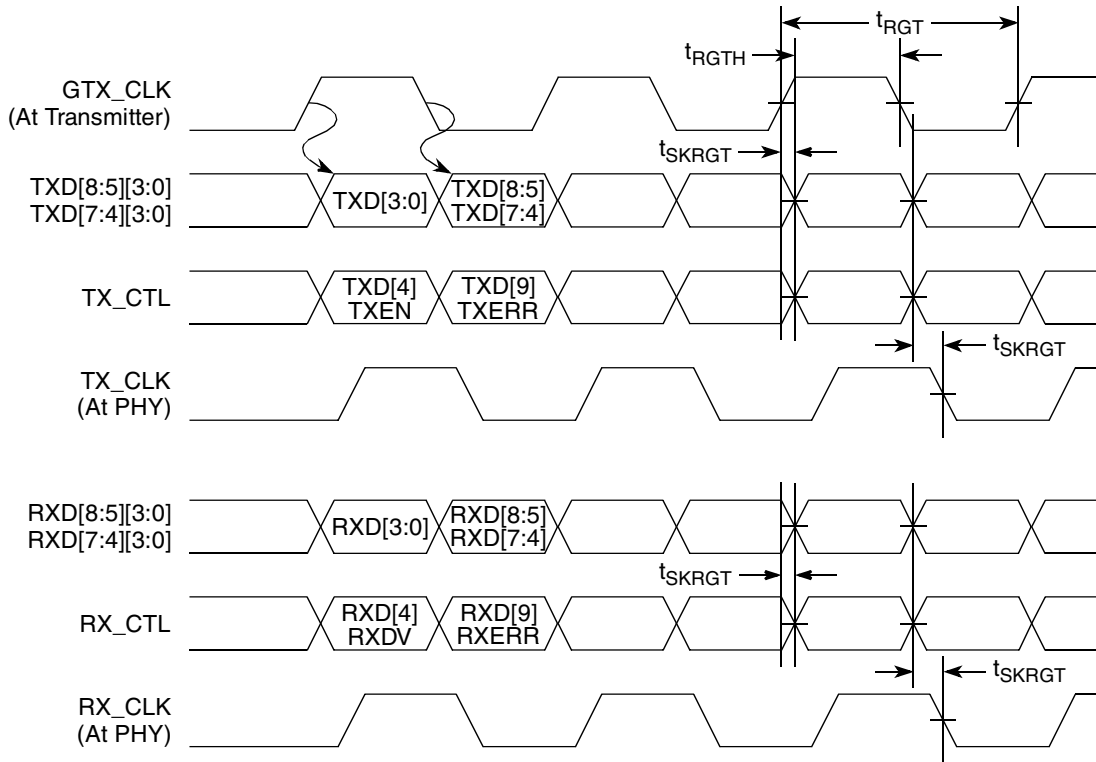 tRGT
tRGTH
GTX_CLK
(At Transmitter)
tSKRGT
TXD[8:5][3:0]
TXD[7:4][3:0]
TXD[3:0]
TXD[8:5]
TXD[7:4]
TX_CTL
TXD[4]
TXEN
TXD[9]
TXERR
tSKRGT
TX_CLK
(At PHY)
RXD[8:5][3:0]
RXD[7:4][3:0]
RXD[3:0]
RXD[8:5]
RXD[7:4]
tSKRGT
RX_CTL
RXD[4]
RXDV
RXD[9]
RXERR
tSKRGT
RX_CLK
(At PHY)